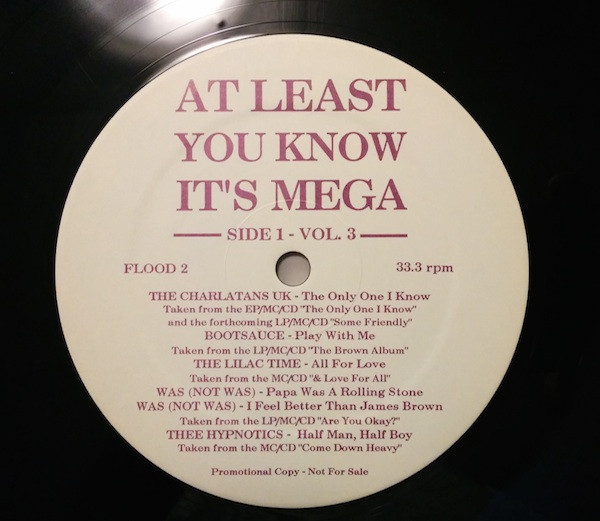 AT LEAST
YOU KNOW
IT'S MEGA
SIDE 1 - VOL. 3
FLOOD 2 33.3 rpm
THE CHARLATANS UK - The Only One I Know
Taken from the EP/MC/CD "The Only One I Know"
and the forthcoming LP/MC/CD "Some Friendly"
BOOTSAUCE - Play With Me
Taken from the LP/MC/CD "The Brown Album"
THE LILAC TIME - All For Love
Taken from the MC/CD "& Love For All"
WAS (NOT WAS) - Papa Was A Rolling Stone
WAS (NOT WAS) - I Feel Better Than James Brown
Taken from the LP/MC/CD "Are You Okay?"
THEE HYPNOTICS - Half Man, Half Boy
Taken from the MC/CD "Come Down Heavy"
Promotional Copy - Not For Sale